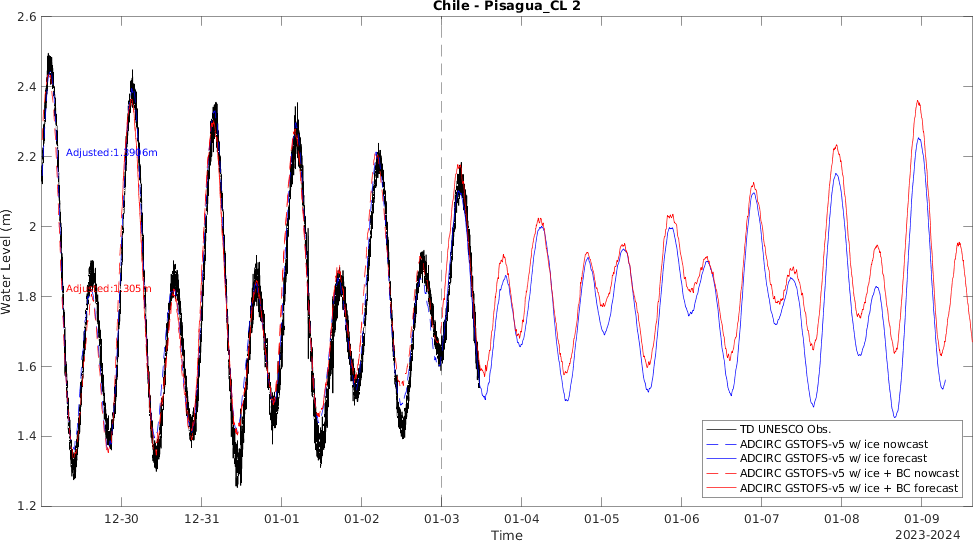 Chile - Pisagua_CL 2
2.6
2.4
2.2
2
1.8
1.6
1.4
1.2
Water Level (m)
Adjusted:1.3906m
Adjusted:1.305m
TD UNESCO Obs.
ADCIRC GSTOFS-v5 w/ ice nowcast
ADCIRC GSTOFS-v5 w/ ice forecast
ADCIRC GSTOFS-v5 w/ ice + BC nowcast
ADCIRC GSTOFS-v5 w/ ice + BC forecast
12-30 12-31 01-01 01-02 01-03 01-04 01-05 01-06 01-07 01-08 01-09
Time
2023-2024